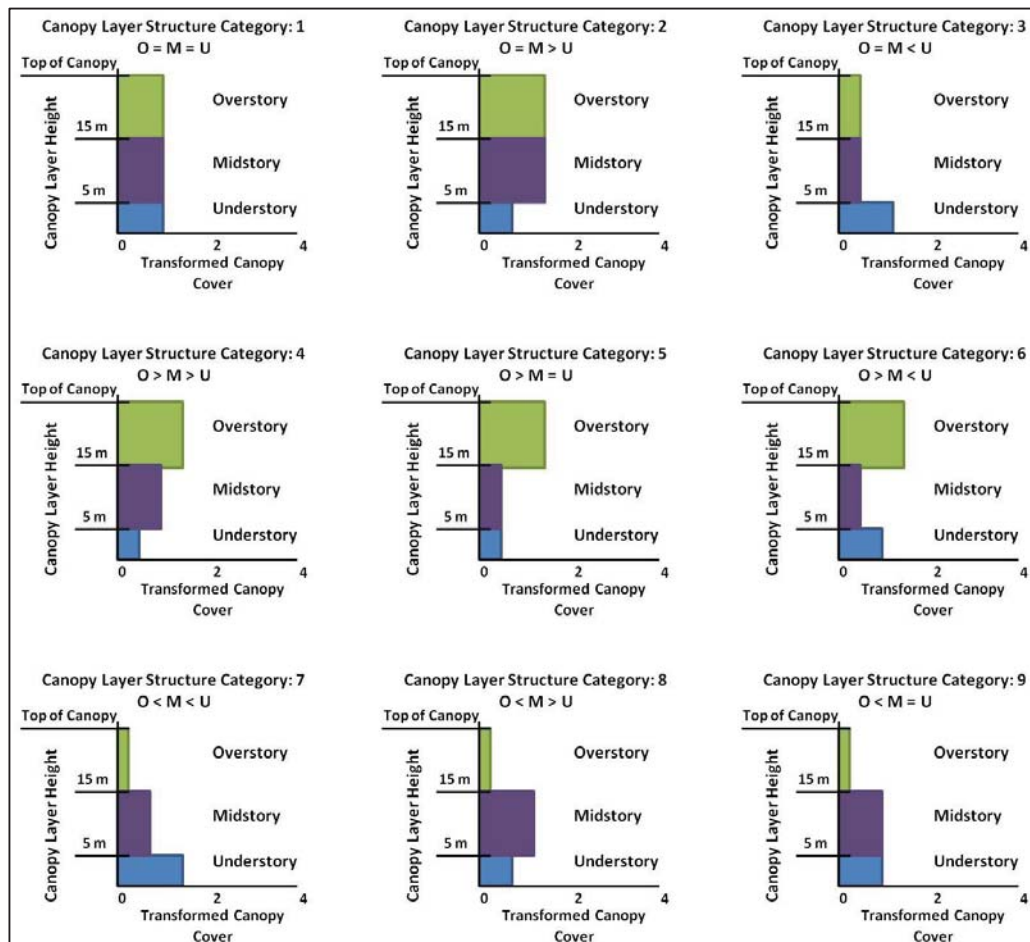 Canopy Layer Structure Category: 1
O = M = U
Top of Canopy
Canopy Layer Height
Overstory
15 m
Midstory
5 m
Understory
0 2 4
Transformed Canopy
Cover
Canopy Layer Structure Category: 2
O = M > U
Top of Canopy
Canopy Layer Height
Overstory
15 m
Midstory
5 m
Understory
0 2 4
Transformed Canopy
Cover
Canopy Layer Structure Category: 3
O = M < U
Top of Canopy
Canopy Layer Height
Overstory
15 m
Midstory
5 m
Understory
0 2 4
Transformed Canopy
Cover
Canopy Layer Structure Category: 4
O > M > U
Top of Canopy
Canopy Layer Height
Overstory
15 m
Midstory
5 m
Understory
0 2 4
Transformed Canopy
Cover
Canopy Layer Structure Category: 5
O > M = U
Top of Canopy
Canopy Layer Height
Overstory
15 m
Midstory
5 m
Understory
0 2 4
Transformed Canopy
Cover
Canopy Layer Structure Category: 6
O > M < U
Top of Canopy
Canopy Layer Height
Overstory
15 m
Midstory
5 m
Understory
0 2 4
Transformed Canopy
Cover
Canopy Layer Structure Category: 7
O < M < U
Top of Canopy
Canopy Layer Height
Overstory
15 m
Midstory
5 m
Understory
0 2 4
Transformed Canopy
Cover
Canopy Layer Structure Category: 8
O < M > U
Top of Canopy
Canopy Layer Height
Overstory
15 m
Midstory
5 m
Understory
0 2 4
Transformed Canopy
Cover
Canopy Layer Structure Category: 9
O < M = U
Top of Canopy
Canopy Layer Height
Overstory
15 m
Midstory
5 m
Understory
0 2 4
Transformed Canopy
Cover